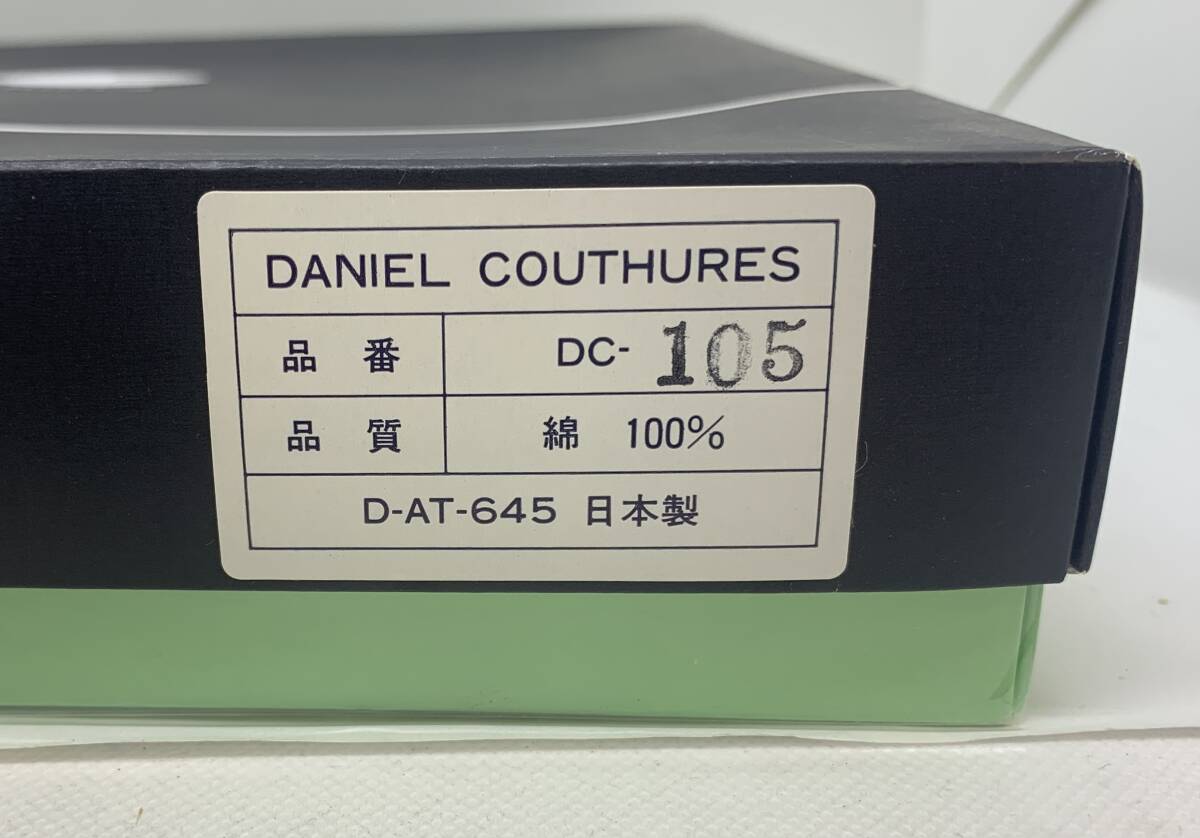 DANIEL COUTHURES
品番 DC-105
品質 綿 100%
D-AT-645 日本製